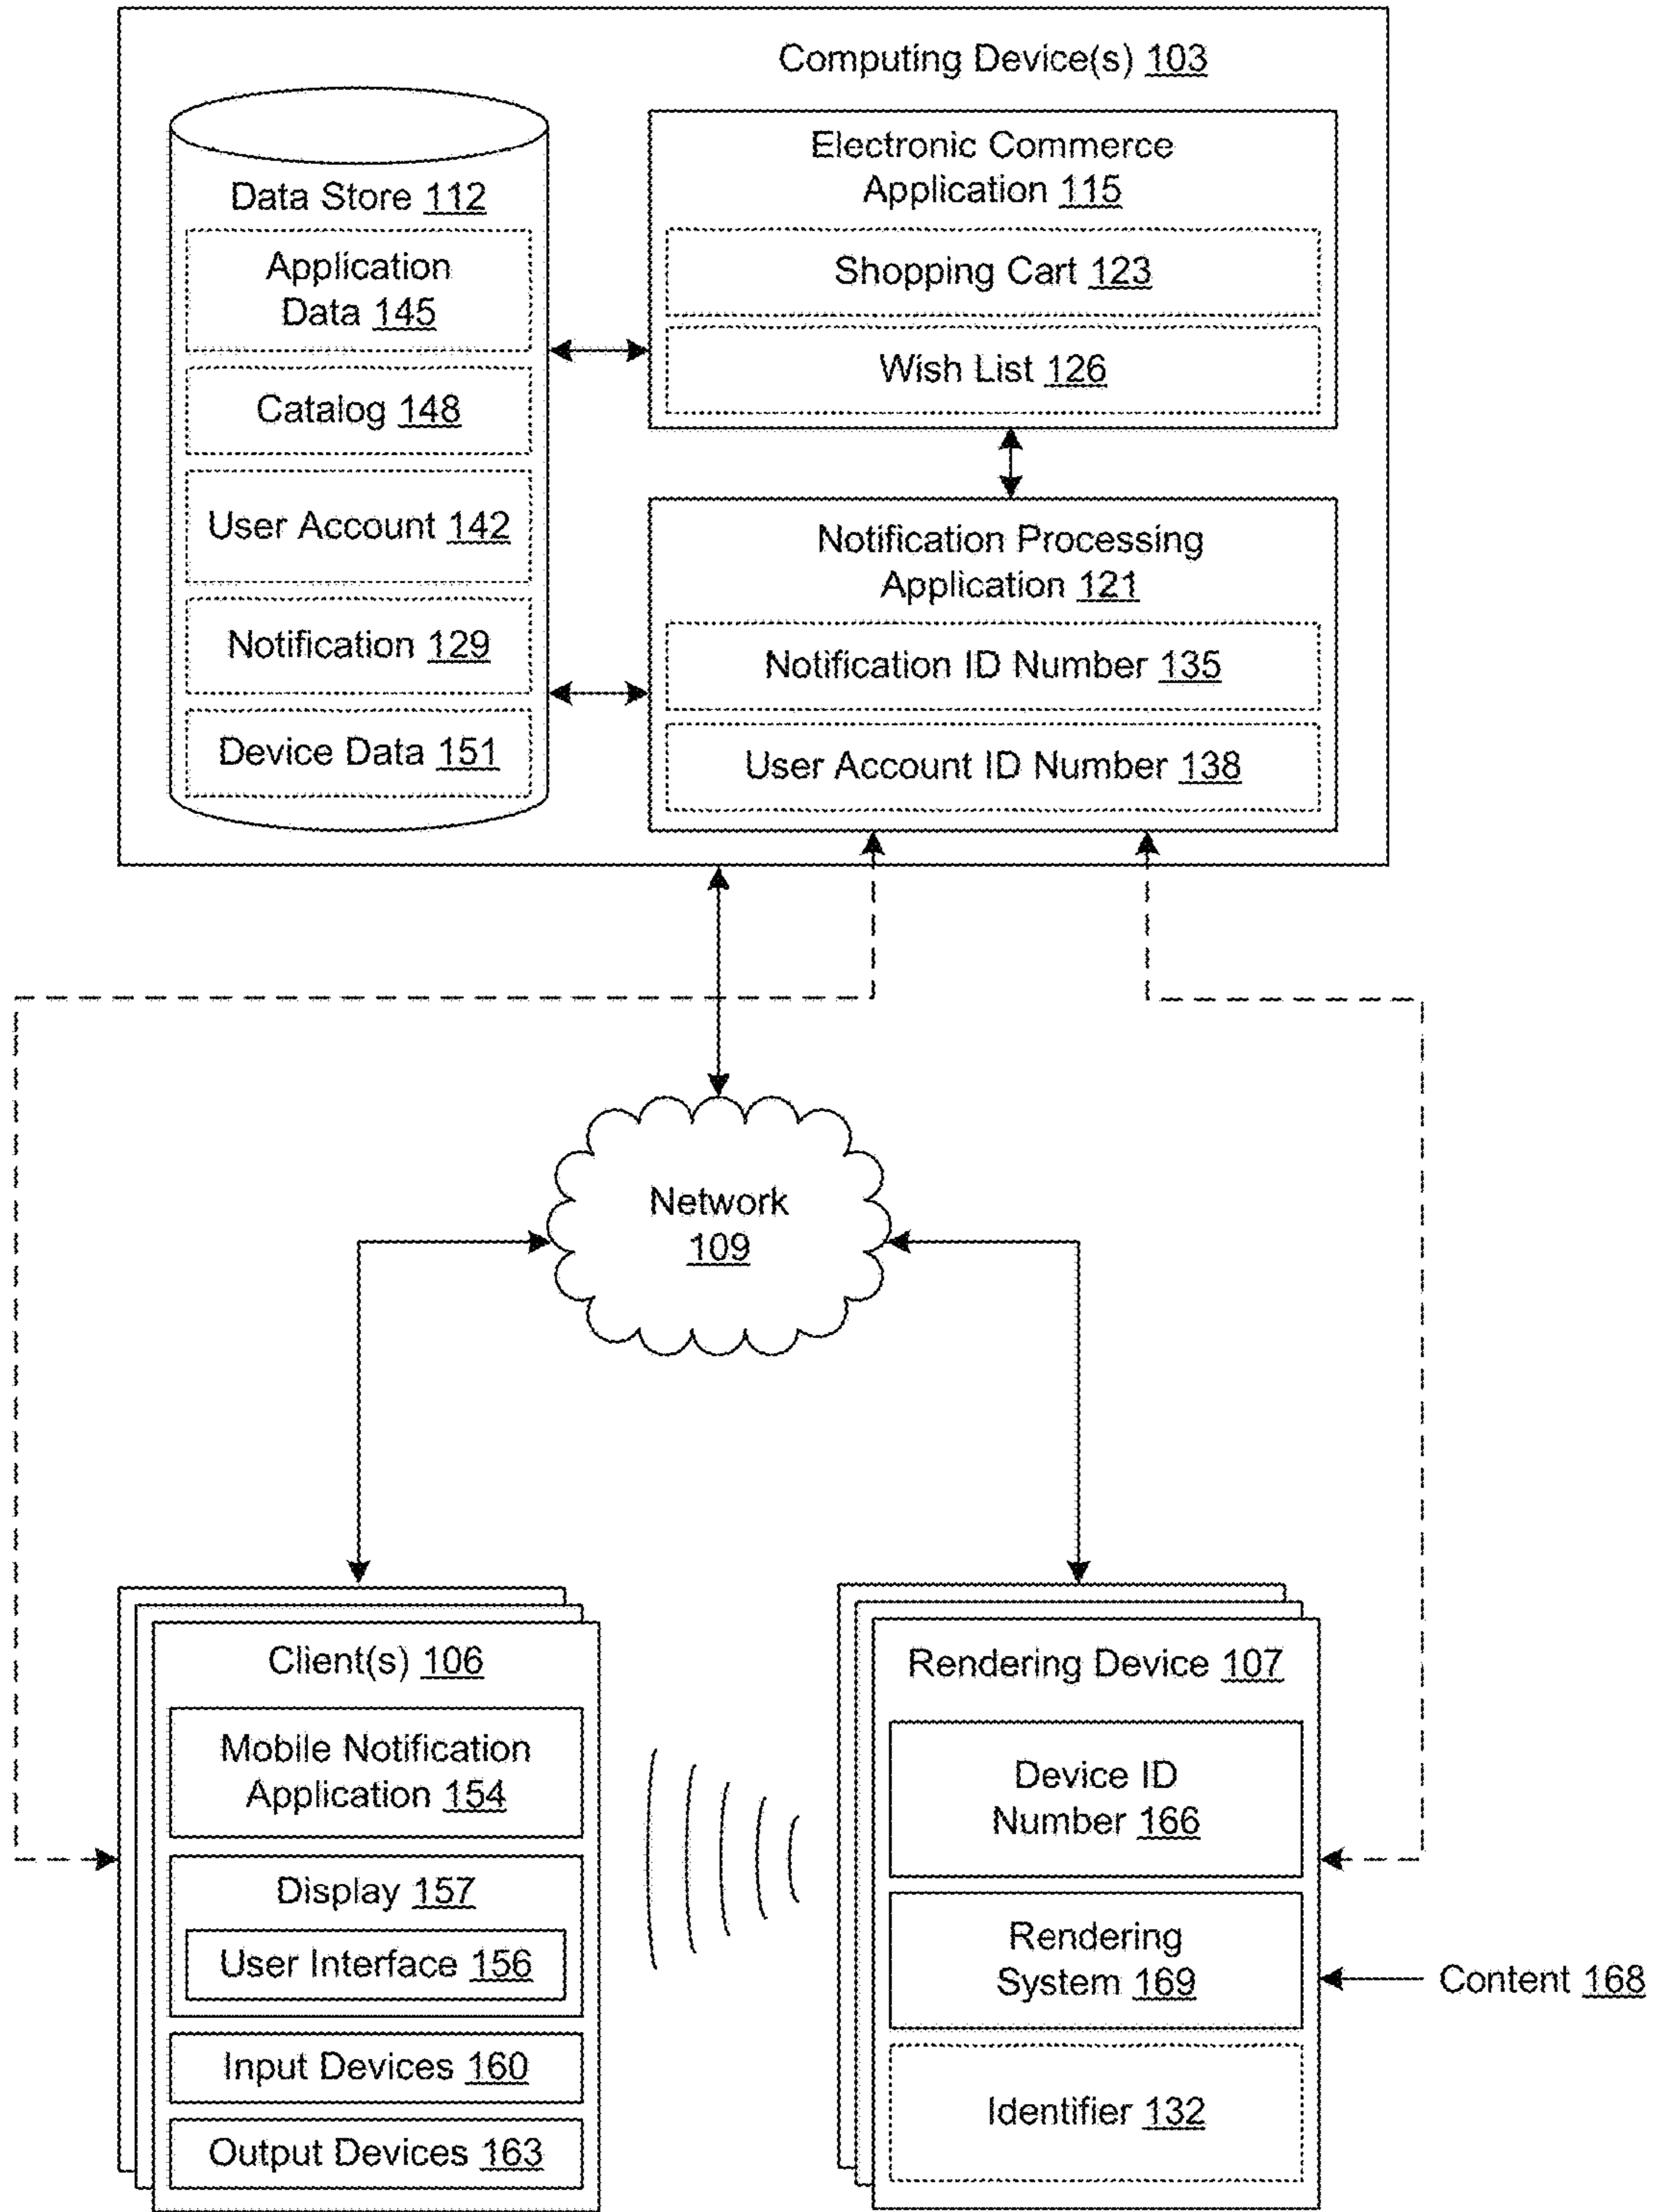 Computing Device(s) 103
Data Store 112
Application
Data 145
Catalog 148
User Account 142
Notification 129
Device Data 151
Electronic Commerce
Application 115
Shopping Cart 123
Wish List 126
Notification Processing
Application 121
Notification ID Number 135
User Account ID Number 138
Network
109
Client(s) 106
Mobile Notification
Application 154
Display 157
User Interface 156
Input Devices 160
Output Devices 163
Rendering Device 107
Device ID
Number 166
Rendering
System 169
Identifier 132
Content 168